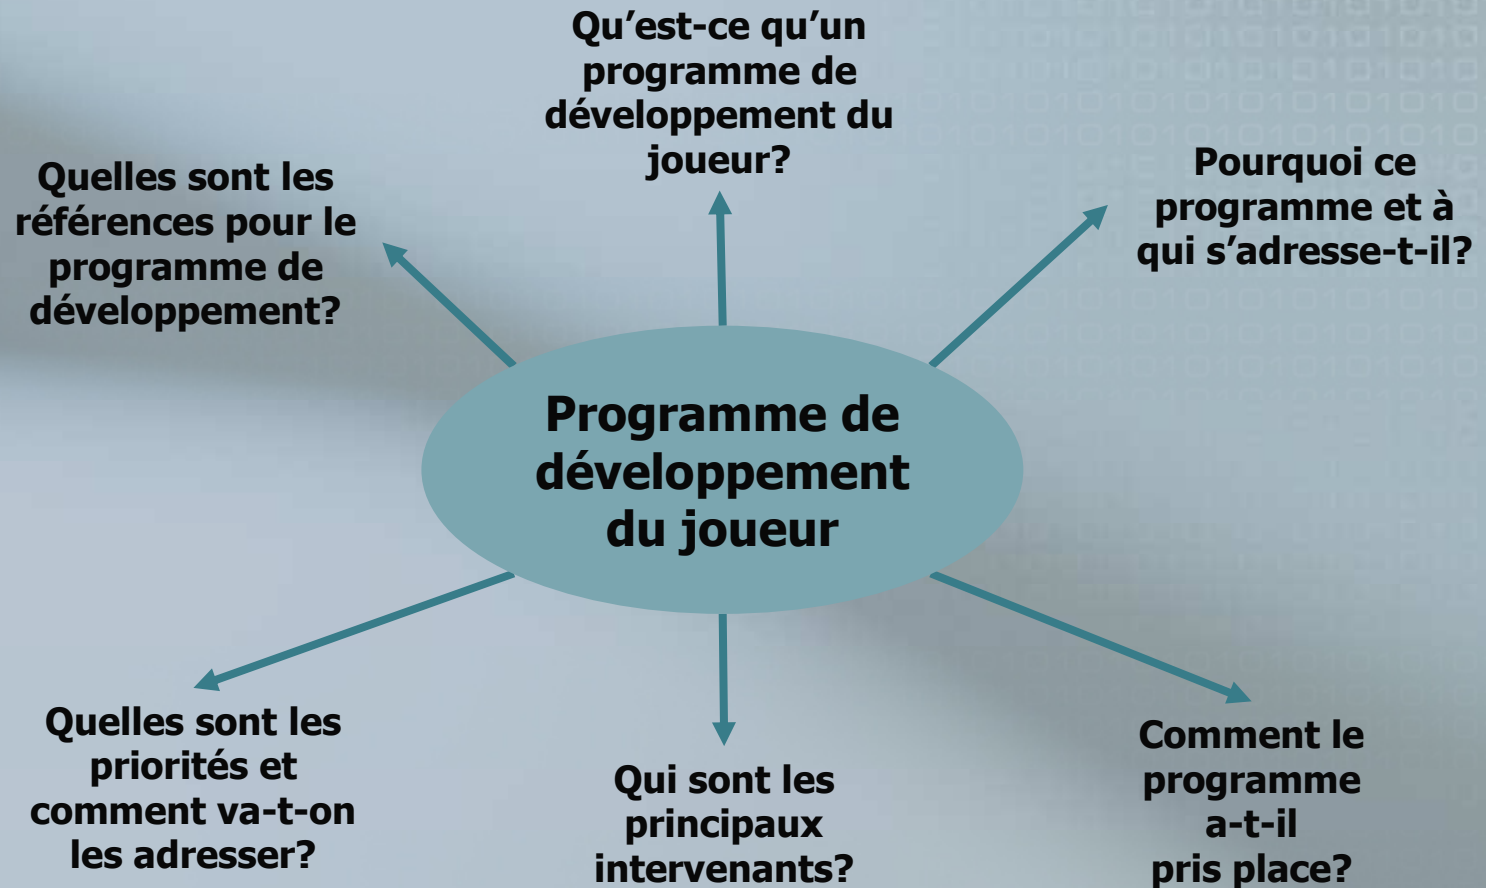 Qu’est-ce qu’un
programme de
développement du
joueur?
Quelles sont les
références pour le
programme de
développement?
Pourquoi ce
programme et à
qui s’adresse-t-il?
Programme de
développement
du joueur
Quelles sont les
priorités et
comment va-t-on
les adresser?
Qui sont les
principaux
intervenants?
Comment le
programme
a-t-il
pris place?